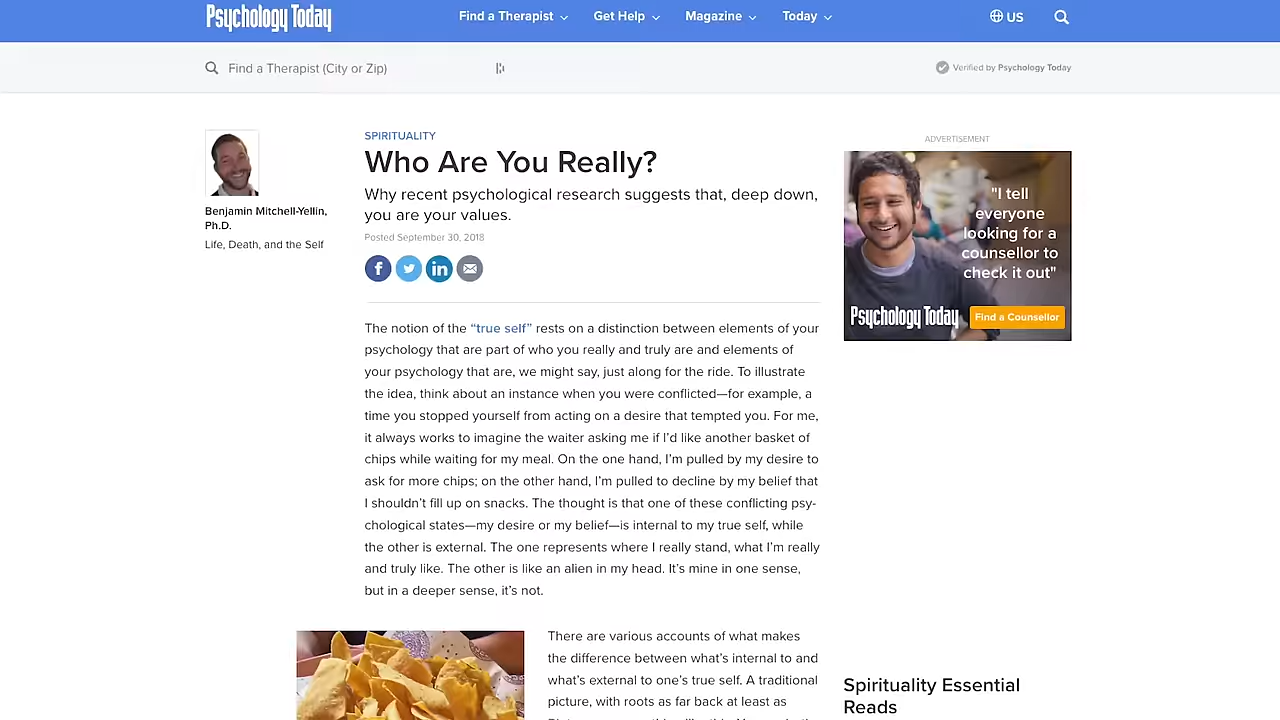 Psychology Today
Find a Therapist
Get Help
Magazine
Today
US
Find a Therapist (City or Zip)
Verified by Psychology Today
Benjamin Mitchell-Yellin,
Ph.D.
Life, Death, and the Self
SPIRITUALITY
Who Are You Really?
Why recent psychological research suggests that, deep down,
you are your values.
Posted September 30, 2018
The notion of the “true self” rests on a distinction between elements of your
psychology that are part of who you really and truly are and elements of
your psychology that are, we might say, just along for the ride. To illustrate
the idea, think about an instance when you were conflicted—for example, a
time you stopped yourself from acting on a desire that tempted you. For me,
it always works to imagine the waiter asking me if I’d like another basket of
chips while waiting for my meal. On the one hand, I’m pulled by my desire to
ask for more chips; on the other hand, I’m pulled to decline by my belief that
I shouldn’t fill up on snacks. The thought is that one of these conflicting psy-
chological states—my desire or my belief—is internal to my true self, while
the other is external. The one represents where I really stand, what I’m really
and truly like. The other is like an alien in my head. It’s mine in one sense,
but in a deeper sense, it’s not.
There are various accounts of what makes
the difference between what’s internal to and
what’s external to one’s true self. A traditional
picture, with roots as far back at least as
ADVERTISEMENT
"I tell
everyone
looking for a
counsellor to
check it out"
Psychology Today
Find a Counsellor
Spirituality Essential
Reads